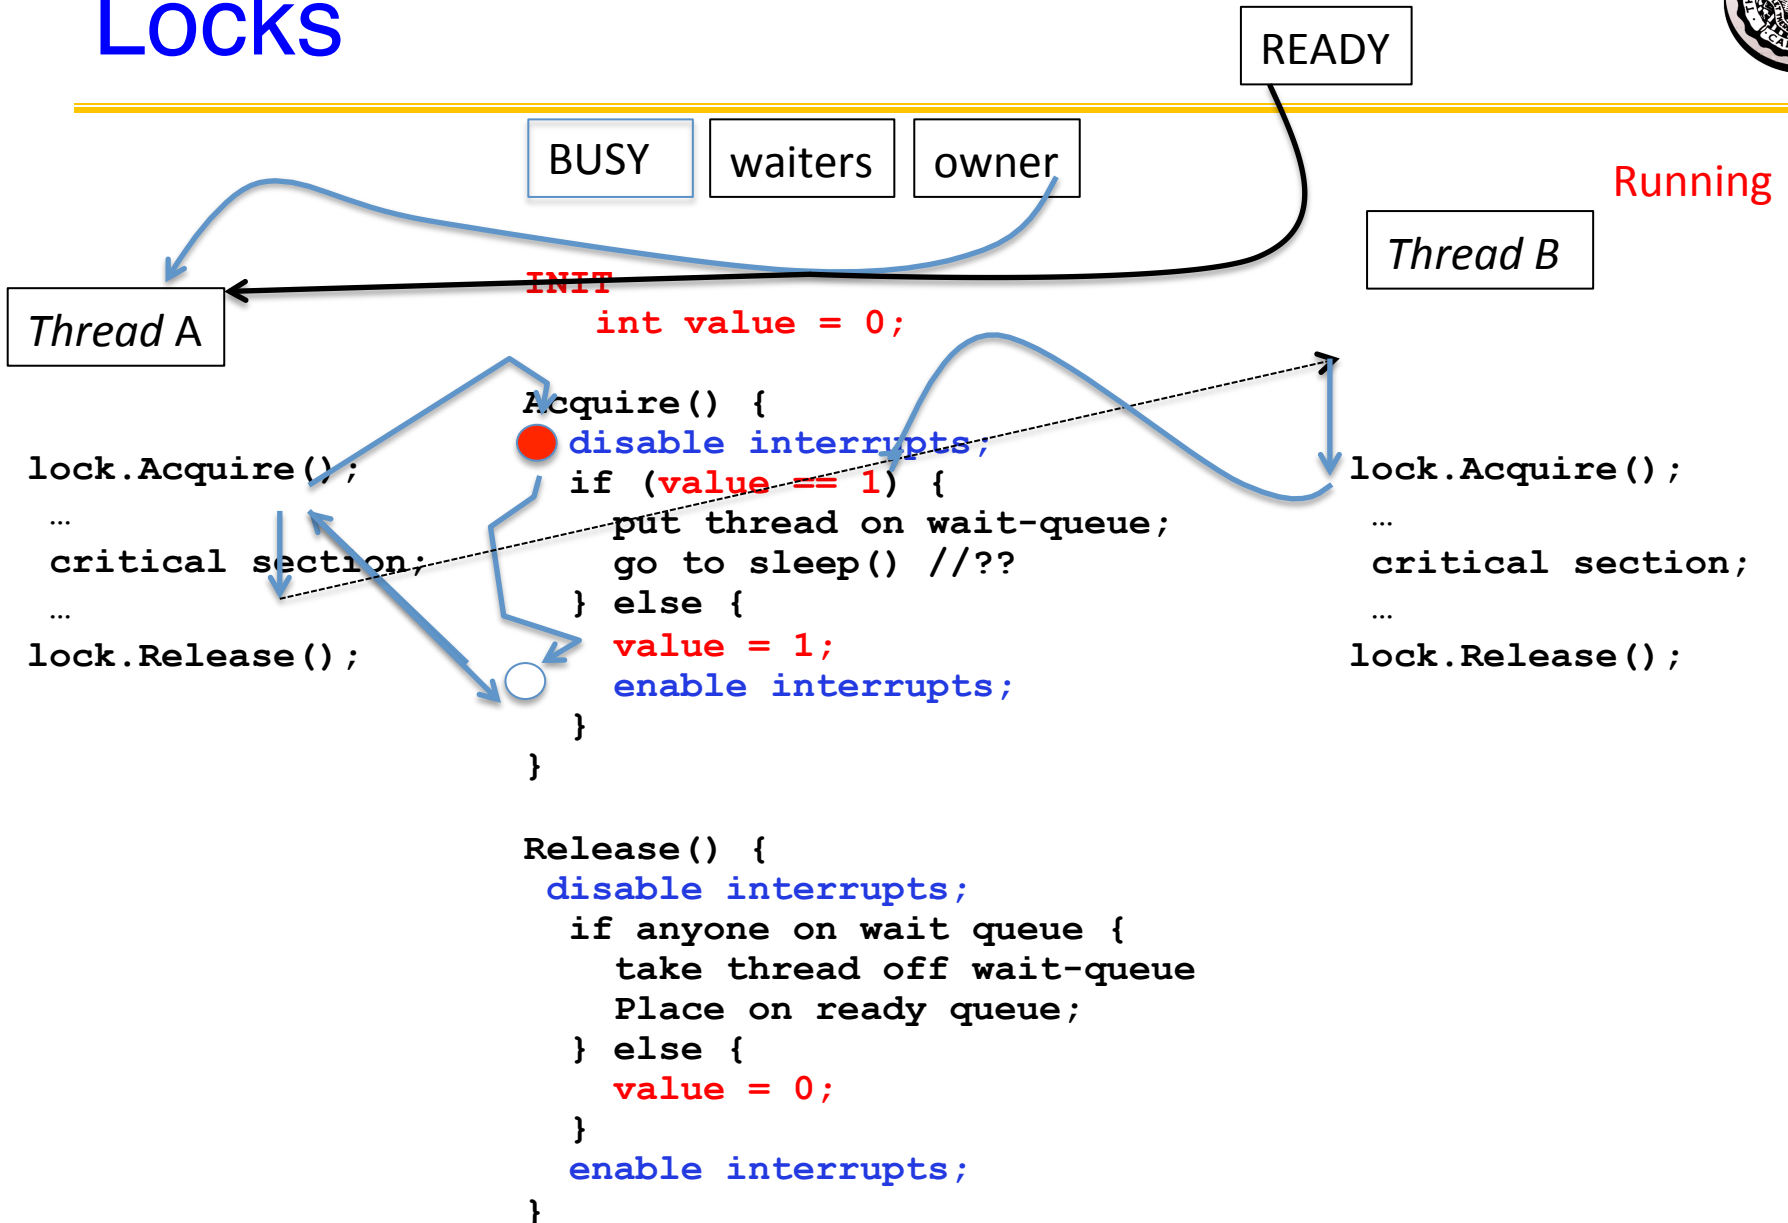 Locks
READY
BUSY
waiters
owner
Running
Thread B
Thread A
INIT
int value = 0;
Acquire() {
disable interrupts;
if (value == 1) {
put thread on wait-queue;
go to sleep() //??
} else {
value = 1;
enable interrupts;
}
}
Release() {
disable interrupts;
if anyone on wait queue {
take thread off wait-queue
Place on ready queue;
} else {
value = 0;
}
enable interrupts;
}
lock.Acquire();
…
critical section;
…
lock.Release();
lock.Acquire();
…
critical section;
…
lock.Release();